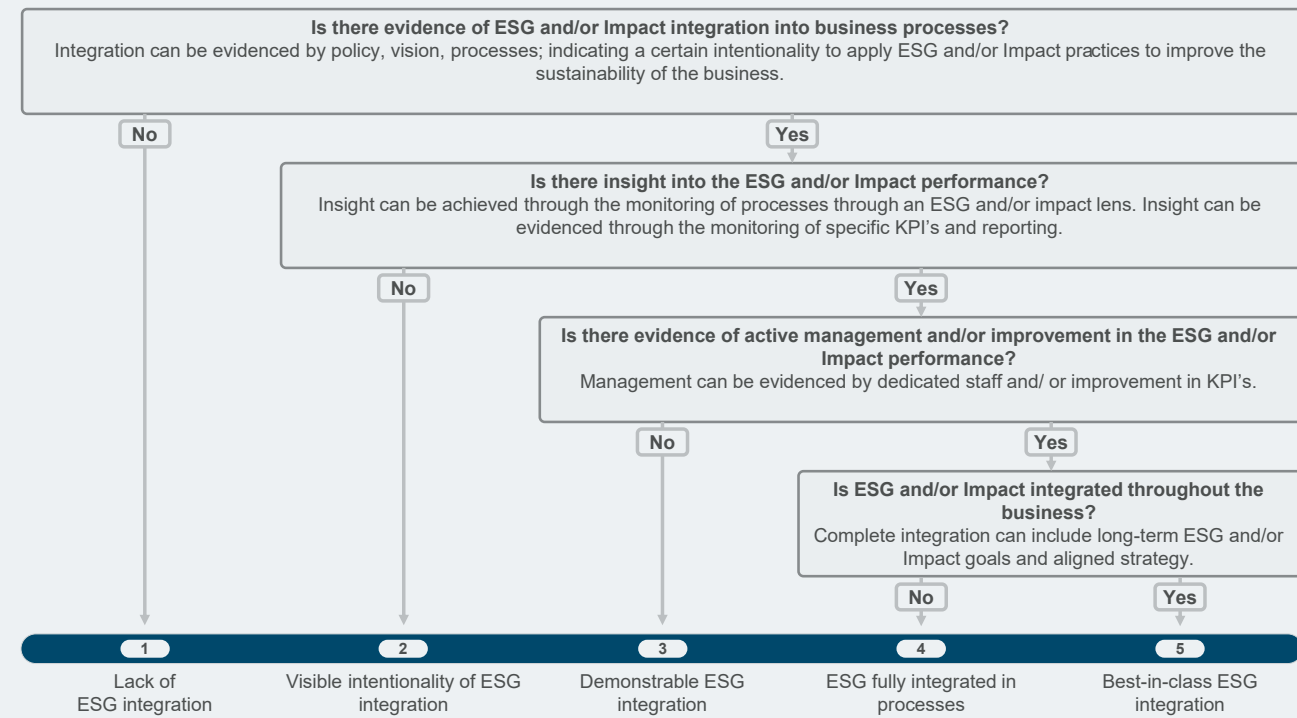 Is there evidence of ESG and/or Impact integration into business processes?
Integration can be evidenced by policy, vision, processes; indicating a certain intentionality to apply ESG and/or Impact practices to improve the
sustainability of the business.
No
Yes
Is there insight into the ESG and/or Impact performance?
Insight can be achieved through the monitoring of processes through an ESG and/or impact lens. Insight can be
evidenced through the monitoring of specific KPI's and reporting.
No
Yes
Is there evidence of active management and/or improvement in the ESG and/or
Impact performance?
Management can be evidenced by dedicated staff and/ or improvement in KPI's.
No
Yes
Is ESG and/or Impact integrated throughout the
business?
Complete integration can include long-term ESG and/or
Impact goals and aligned strategy.
No
Yes
1
2
3
4
5
Lack of
ESG integration
Visible intentionality of ESG
integration
Demonstrable ESG
integration
ESG fully integrated in
processes
Best-in-class ESG
integration